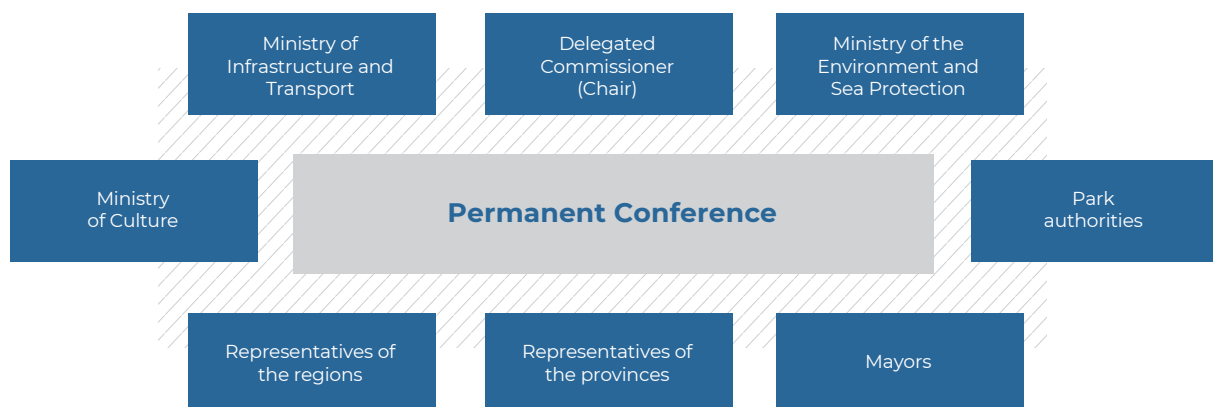 Ministry of
Infrastructure and
Transport
Delegated
Commissioner
(Chair)
Ministry of the
Environment and
Sea Protection
Ministry
of Culture
Permanent Conference
Park
authorities
Representatives of
the regions
Representatives of
the provinces
Mayors